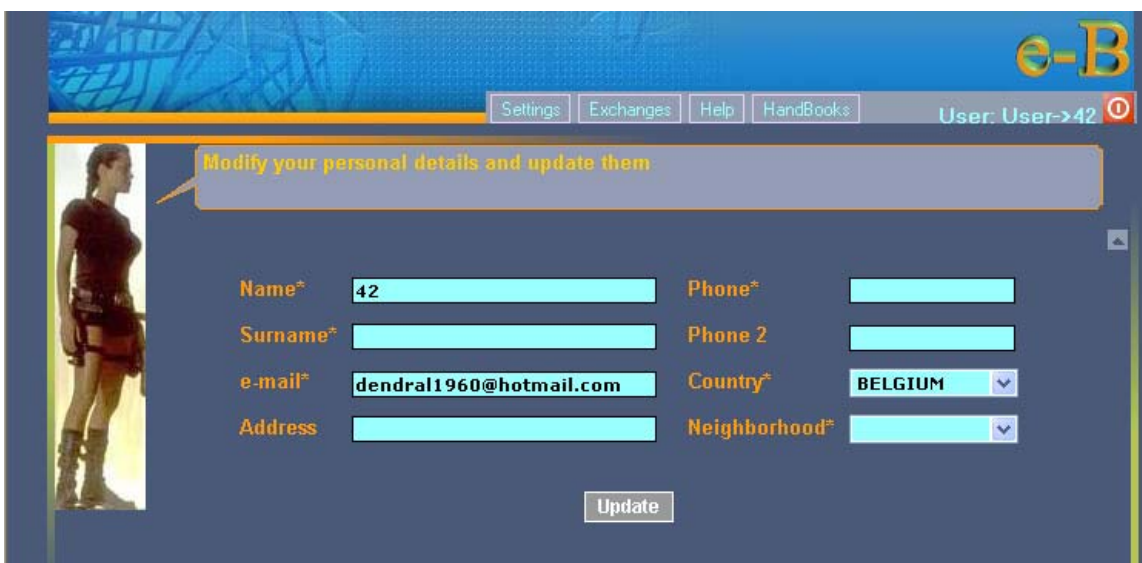 e-B
Settings Exchanges Help HandBooks User: User->42
Modify your personal details and update them
Name* 42 Phone*
Surname* Phone 2
e-mail* dendral1960@hotmail.com Country* BELGIUM
Address Neighborhood*
Update